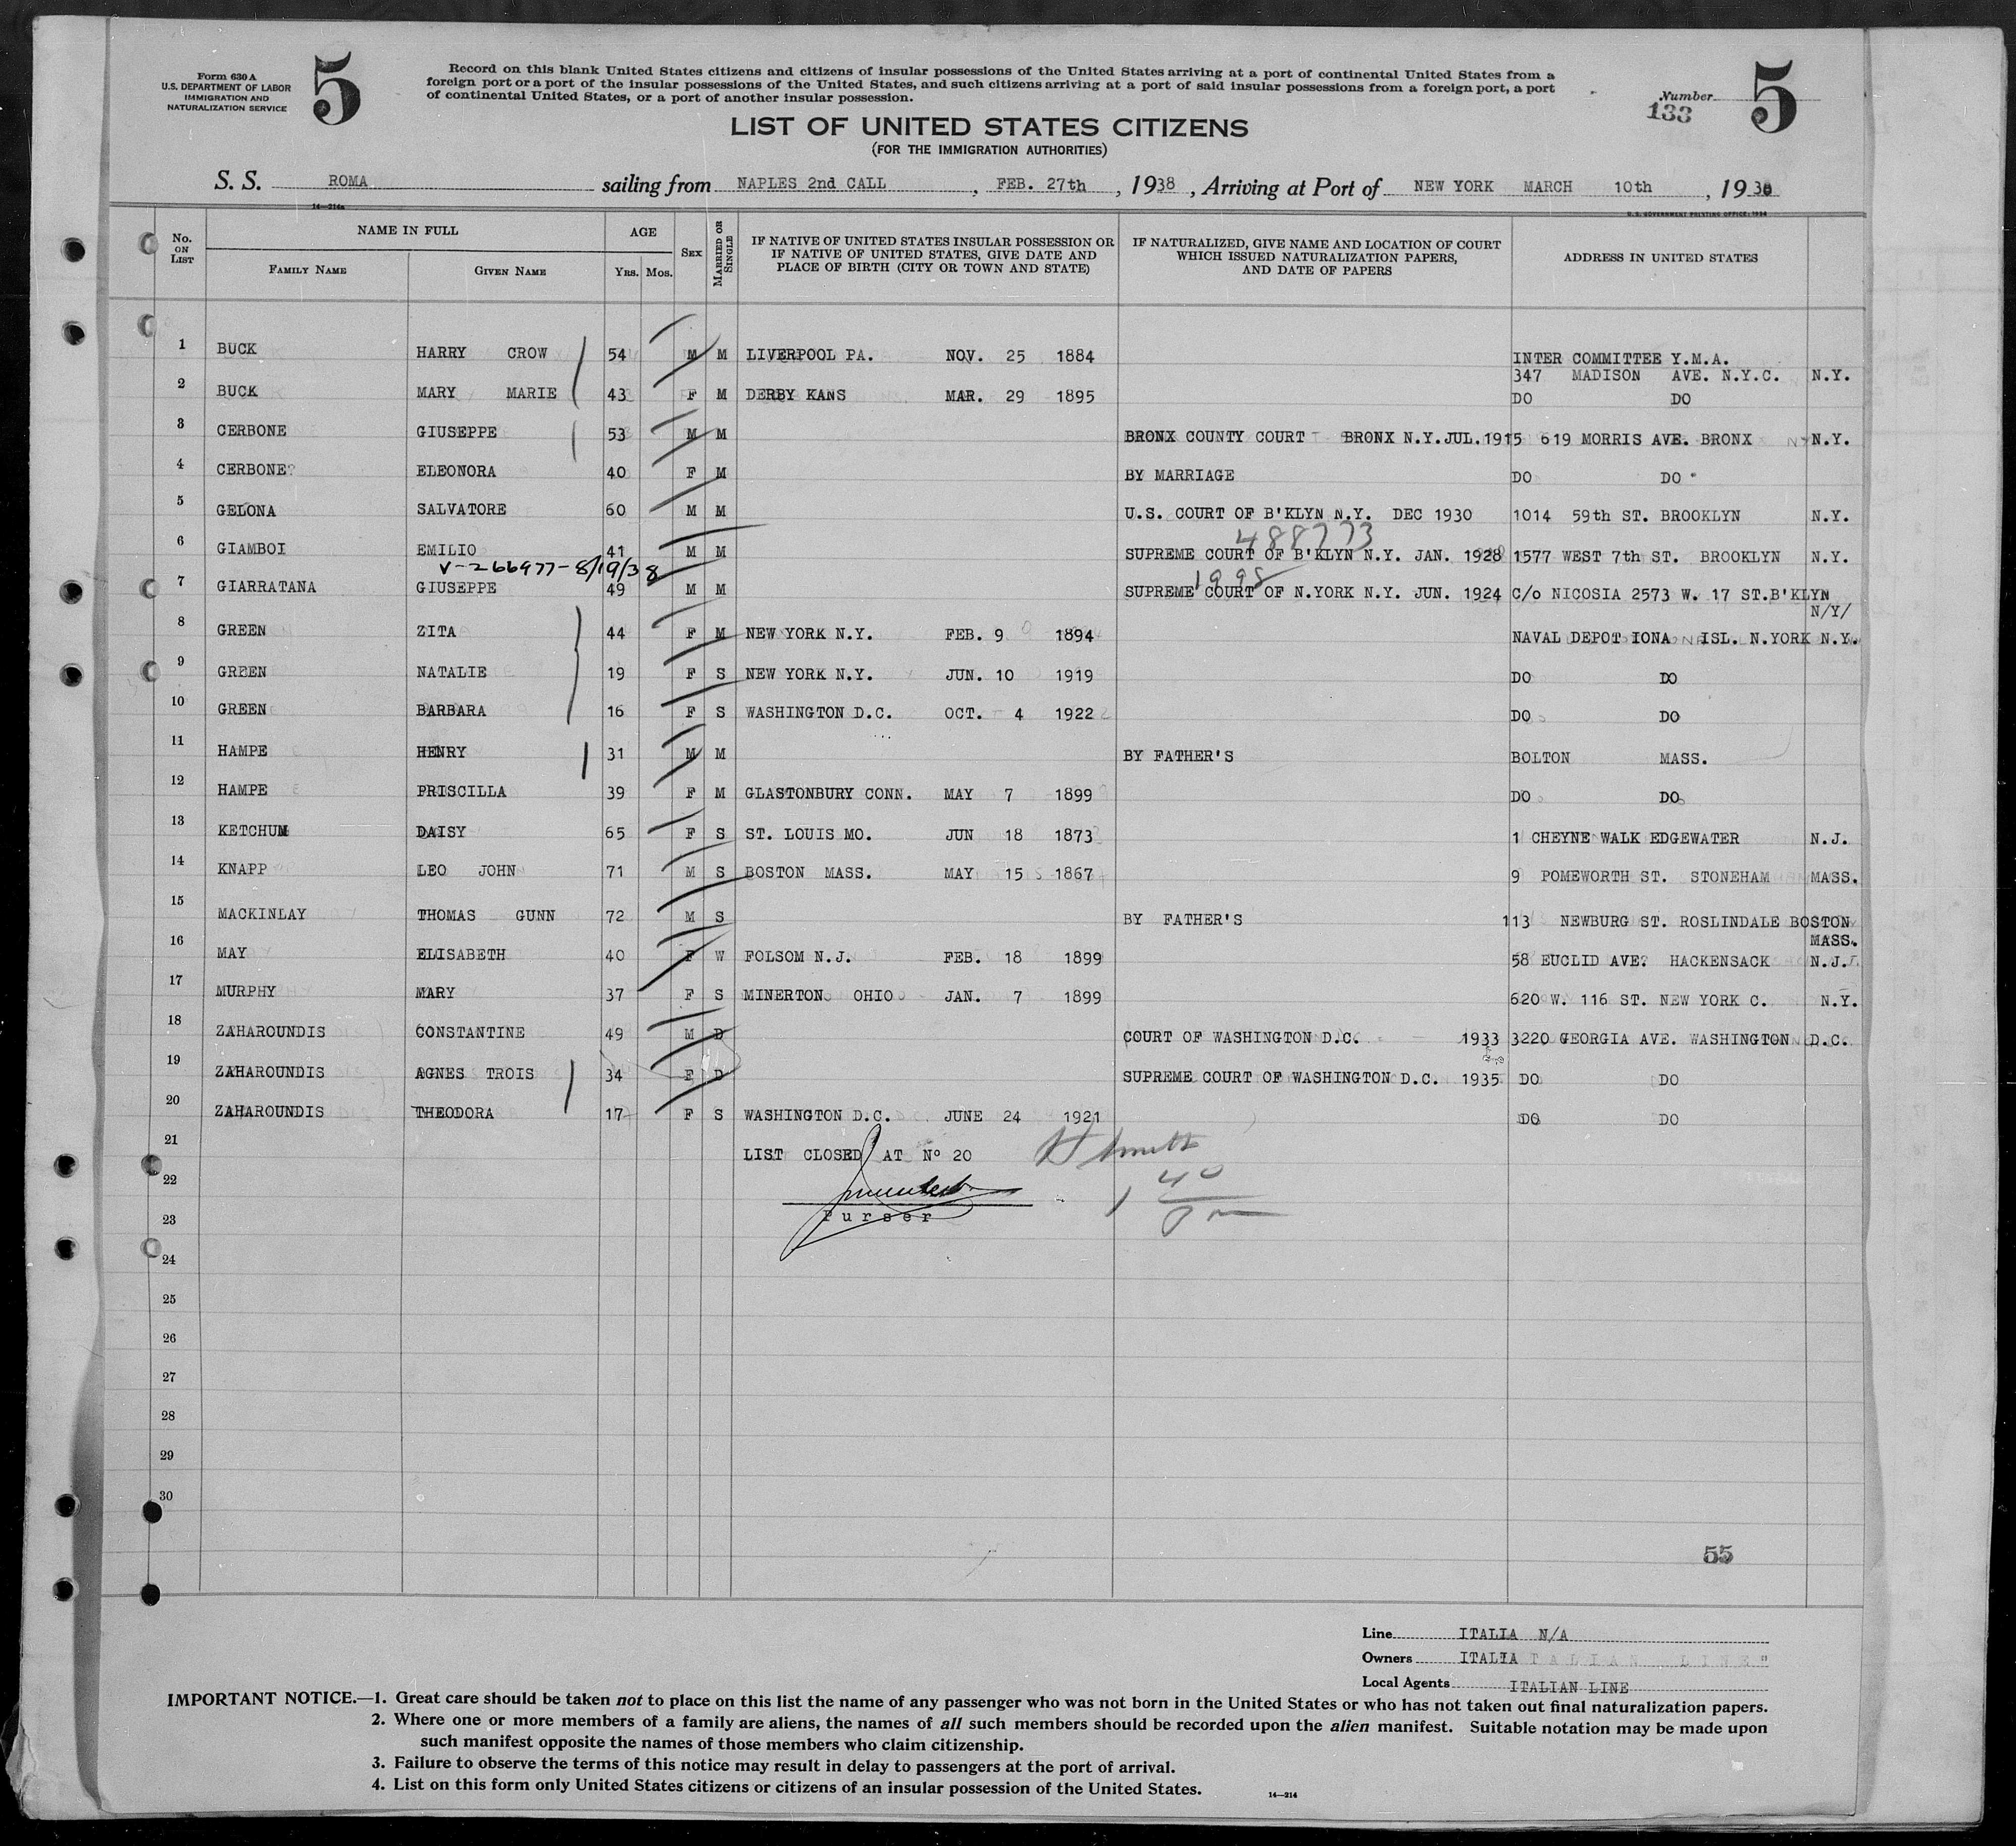 Form 630 A
U.S. DEPARTMENT OF LABOR
IMMIGRATION AND
NATURALIZATION SERVICE
5
Record on this blank United States citizens and citizens of insular possessions of the United States arriving at a port of continental United States from a
foreign port or a port of the insular possessions of the United States, and such citizens arriving at a port of said insular possessions from a foreign port, a port
of continental United States, or a port of another insular possession.
Number
133
5
LIST OF UNITED STATES CITIZENS
(FOR THE IMMIGRATION AUTHORITIES)
S. S. ROMA sailing from NAPLES 2nd CALL , FEB. 27th , 1938 , Arriving at Port of NEW YORK MARCH 10th , 1938
14—214a
U.S. GOVERNMENT PRINTING OFFICE: 1934
No. ON LIST NAME IN FULL FAMILY NAME GIVEN NAME AGE YRS. MOS. SEX MARRIED OR SINGLE IF NATIVE OF UNITED STATES INSULAR POSSESSION OR IF NATIVE OF UNITED STATES, GIVE DATE AND PLACE OF BIRTH (CITY OR TOWN AND STATE) IF NATURALIZED, GIVE NAME AND LOCATION OF COURT WHICH ISSUED NATURALIZATION PAPERS, AND DATE OF PAPERS ADDRESS IN UNITED STATES
1 BUCK HARRY CROW 54 M M LIVERPOOL PA. NOV. 25 1884 INTER COMMITTEE Y.M.A.
347 MADISON AVE. N.Y.C. N.Y.
2 BUCK MARY MARIE 43 F M DERBY KANS MAR. 29 1895 DO DO
3 CERBONE GIUSEPPE 53 M M BRONX COUNTY COURT - BRONX N.Y. JUL. 1915 619 MORRIS AVE. BRONX N.Y.
4 CERBONE ELEONORA 40 F M BY MARRIAGE DO DO
5 GELONA SALVATORE 60 M M U.S. COURT OF B'KLYN N.Y. DEC 1930 1014 59th ST. BROOKLYN N.Y.
488773
6 GIAMBOI EMILIO 41 M M SUPREME COURT OF B'KLYN N.Y. JAN. 1928 1577 WEST 7th ST. BROOKLYN N.Y.
V-266977-8/19/38
1998
7 GIARRATANA GIUSEPPE 49 M M SUPREME COURT OF N.YORK N.Y. JUN. 1924 C/o NICOSIA 2573 W. 17 ST.B'KLYN
N/Y/
8 GREEN ZITA 44 F M NEW YORK N.Y. FEB. 9 1894 NAVAL DEPOT IONA ISL. N.YORK N.Y.
9 GREEN NATALIE 19 F S NEW YORK N.Y. JUN. 10 1919 DO DO
10 GREEN BARBARA 16 F S WASHINGTON D.C. OCT. 4 1922 DO DO
11 HAMPE HENRY 31 M M BY FATHER'S BOLTON MASS.
12 HAMPE PRISCILLA 39 F M GLASTONBURY CONN. MAY 7 1899 DO DO
13 KETCHUM DAISY 65 F S ST. LOUIS MO. JUN 18 1873 1 CHEYNE WALK EDGEWATER N.J.
14 KNAPP LEO JOHN 71 M S BOSTON MASS. MAY 15 1867 9 POMEWORTH ST. STONEHAM MASS.
15 MACKINLAY THOMAS GUNN 72 M S BY FATHER'S 113 NEWBURG ST. ROSLINDALE BOSTON
MASS.
16 MAY ELISABETH 40 F W FOLSOM N.J. FEB. 18 1899 58 EUCLID AVE. HACKENSACK N.J.
17 MURPHY MARY 37 F S MINERTON OHIO JAN. 7 1899 620 W. 116 ST. NEW YORK C. N.Y.
18 ZAHAROUNDIS CONSTANTINE 49 M D COURT OF WASHINGTON D.C. 1933 3220 GEORGIA AVE. WASHINGTON D.C.
19 ZAHAROUNDIS AGNES TROIS 34 F D SUPREME COURT OF WASHINGTON D.C. 1935 DO DO
20 ZAHAROUNDIS THEODORA 17 F S WASHINGTON D.C. JUNE 24 1921 DO DO
21 LIST CLOSED AT No 20
22
Purser
23
24
25
26
27
28
29
30
55
Line ITALIA N/A
Owners ITALIA
Local Agents ITALIAN LINE
IMPORTANT NOTICE.—1. Great care should be taken not to place on this list the name of any passenger who was not born in the United States or who has not taken out final naturalization papers.
2. Where one or more members of a family are aliens, the names of all such members should be recorded upon the alien manifest. Suitable notation may be made upon
such manifest opposite the names of those members who claim citizenship.
3. Failure to observe the terms of this notice may result in delay to passengers at the port of arrival.
4. List on this form only United States citizens or citizens of an insular possession of the United States.
14—214